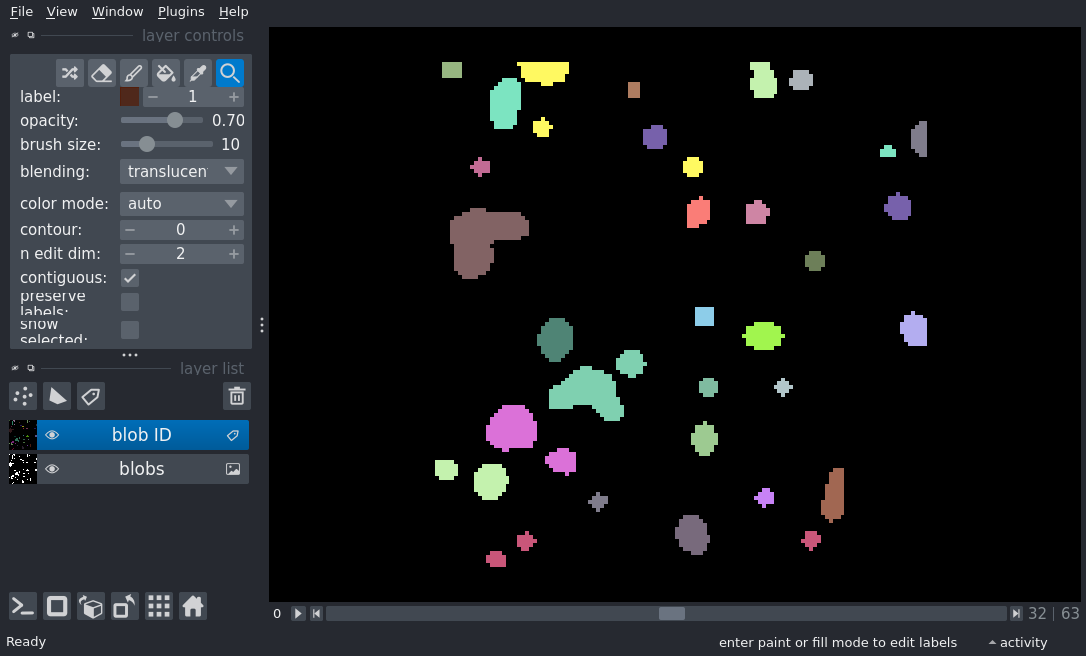 File View Window Plugins Help
layer controls
label: 1
opacity: 0.70
brush size: 10
blending: translucen
color mode: auto
contour: 0
n edit dim: 2
contiguous:
preserve
labels:
show
selected:
layer list
blob ID
blobs
0 32 | 63
Ready enter paint or fill mode to edit labels activity